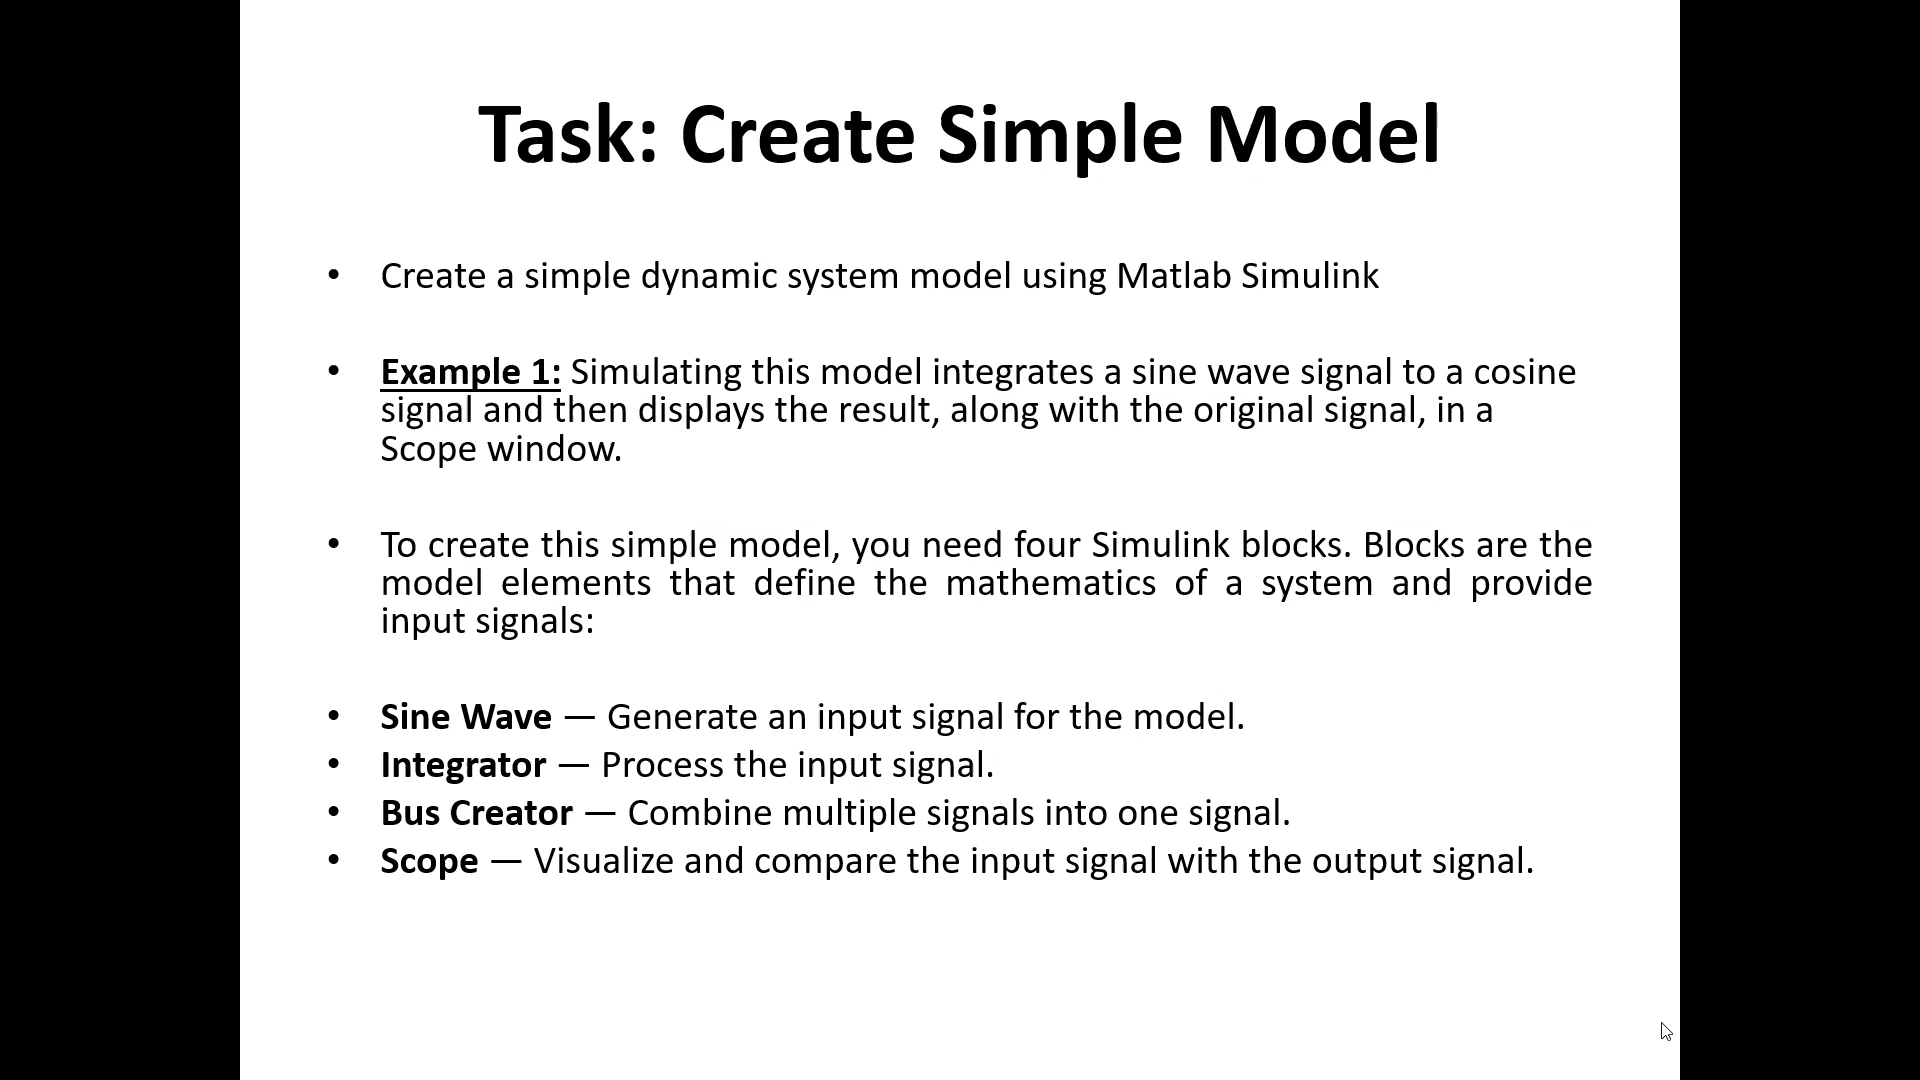 Task: Create Simple Model
• Create a simple dynamic system model using Matlab Simulink
• Example 1: Simulating this model integrates a sine wave signal to a cosine
signal and then displays the result, along with the original signal, in a
Scope window.
• To create this simple model, you need four Simulink blocks. Blocks are the
model elements that define the mathematics of a system and provide
input signals:
• Sine Wave — Generate an input signal for the model.
• Integrator — Process the input signal.
• Bus Creator — Combine multiple signals into one signal.
• Scope — Visualize and compare the input signal with the output signal.